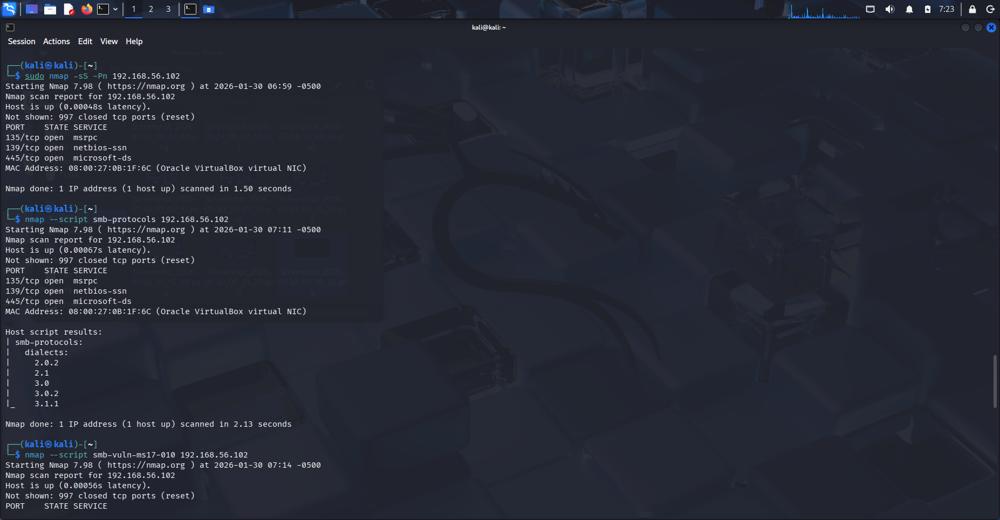 1 2 3
7:23
kali@kali: ~
Session Actions Edit View Help
Pictures - Thunar
┌──(kali㉿kali)-[~]
└─$ sudo nmap -sS -Pn 192.168.56.102
Starting Nmap 7.98 ( https://nmap.org ) at 2026-01-30 06:59 -0500
Nmap scan report for 192.168.56.102
Host is up (0.00048s latency).
Not shown: 997 closed tcp ports (reset)
PORT    STATE SERVICE
135/tcp open  msrpc
139/tcp open  netbios-ssn
445/tcp open  microsoft-ds
MAC Address: 08:00:27:0B:1F:6C (Oracle VirtualBox virtual NIC)
Nmap done: 1 IP address (1 host up) scanned in 1.50 seconds
┌──(kali㉿kali)-[~]
└─$ nmap --script smb-protocols 192.168.56.102
Starting Nmap 7.98 ( https://nmap.org ) at 2026-01-30 07:11 -0500
Nmap scan report for 192.168.56.102
Host is up (0.00067s latency).
Not shown: 997 closed tcp ports (reset)
PORT    STATE SERVICE
135/tcp open  msrpc
139/tcp open  netbios-ssn
445/tcp open  microsoft-ds
MAC Address: 08:00:27:0B:1F:6C (Oracle VirtualBox virtual NIC)
Host script results:
| smb-protocols:
|   dialects:
|     2.0.2
|     2.1
|     3.0
|     3.0.2
|_    3.1.1
Nmap done: 1 IP address (1 host up) scanned in 2.13 seconds
┌──(kali㉿kali)-[~]
└─$ nmap --script smb-vuln-ms17-010 192.168.56.102
Starting Nmap 7.98 ( https://nmap.org ) at 2026-01-30 07:14 -0500
Nmap scan report for 192.168.56.102
Host is up (0.00056s latency).
Not shown: 997 closed tcp ports (reset)
PORT    STATE SERVICE